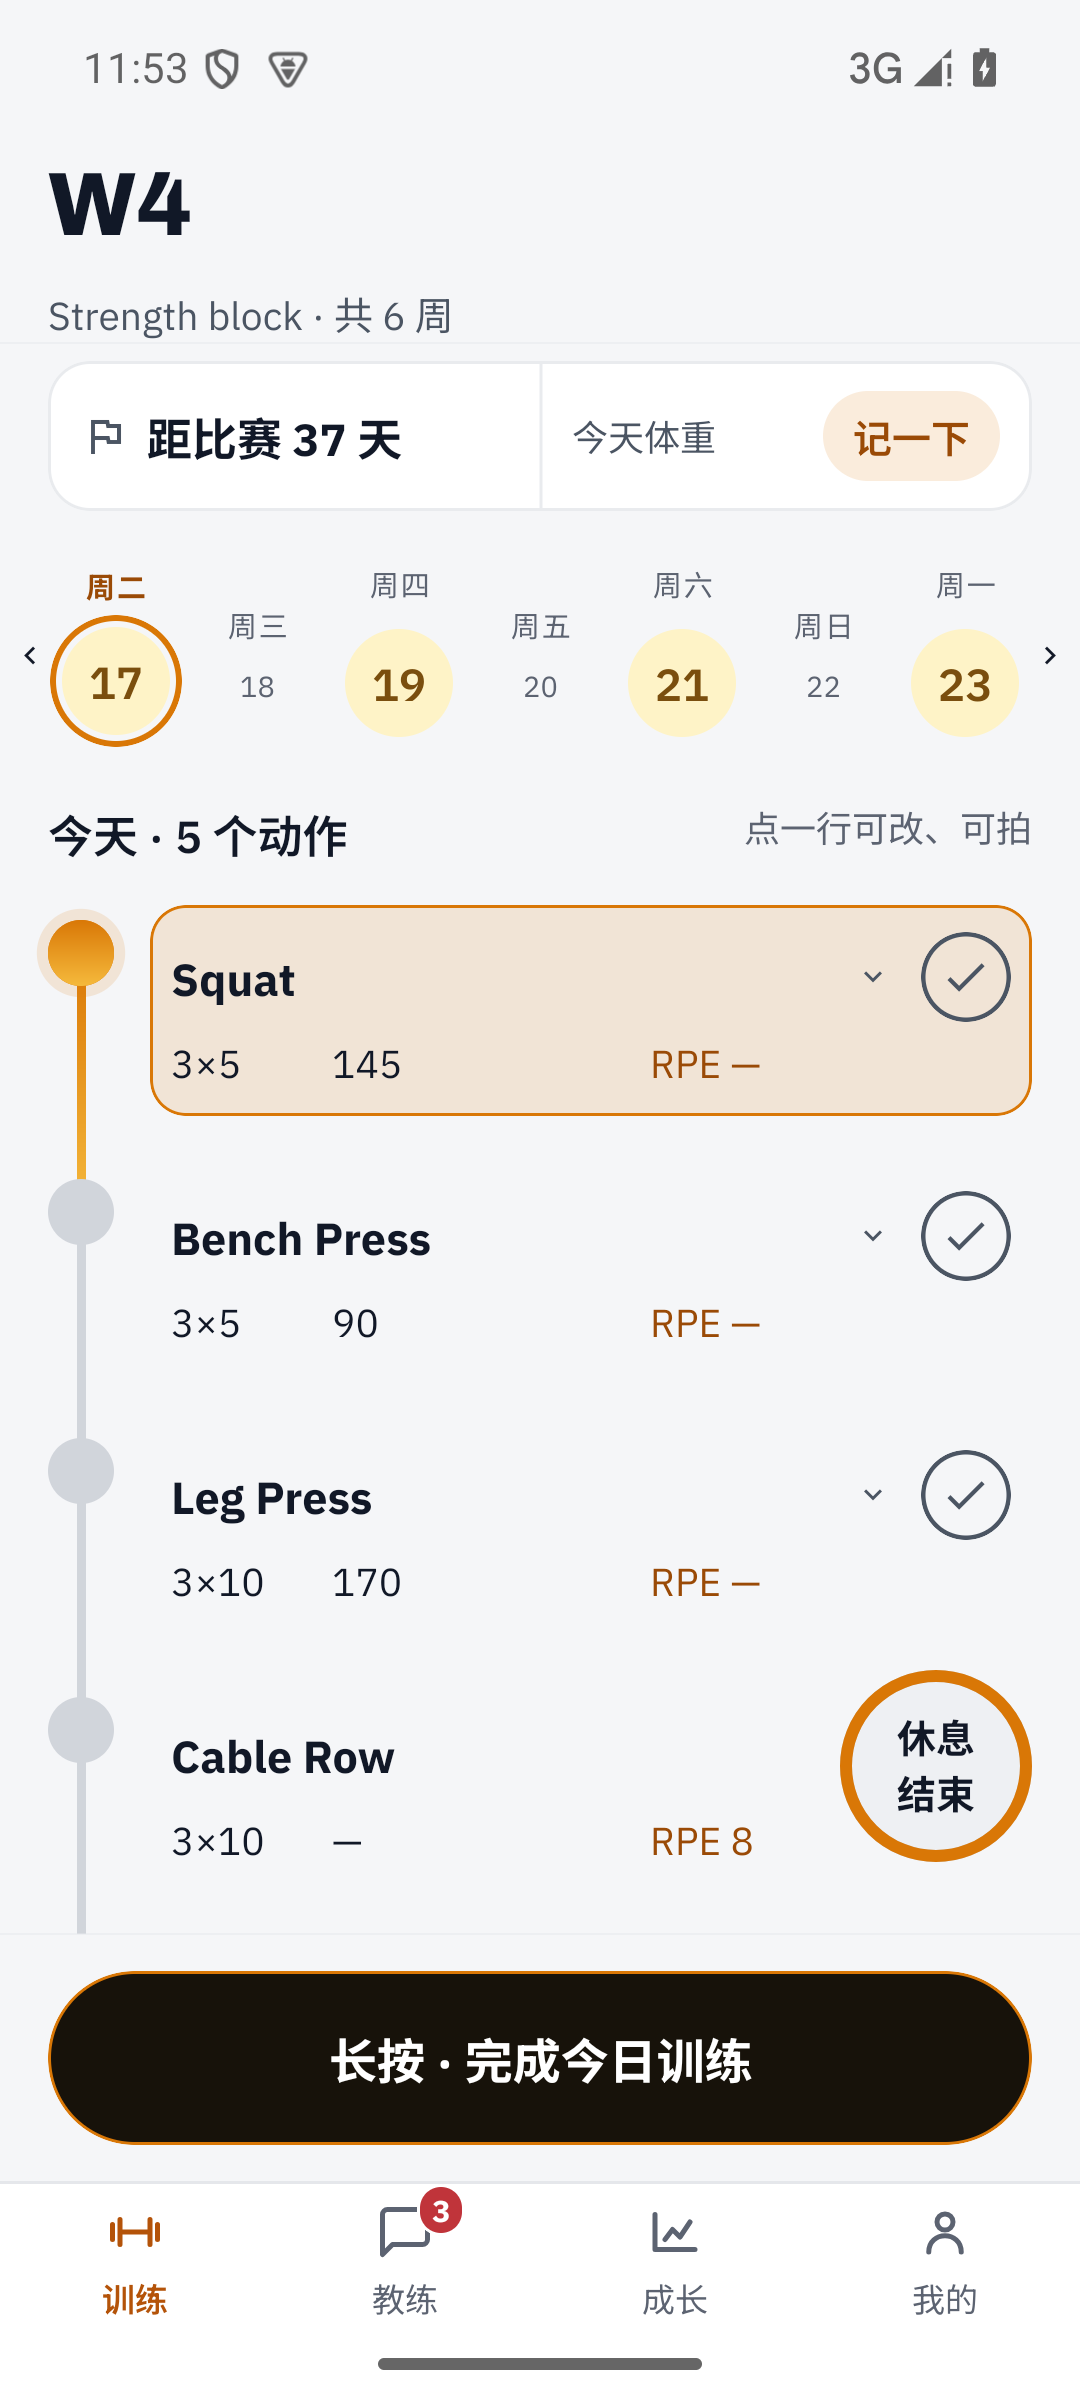 11:53
3G
W4
Strength block · 共 6 周
距比赛 37 天
今天体重
记一下
周二
周三
周四
周五
周六
周日
周一
17
18
19
20
21
22
23
今天 · 5 个动作
点一行可改、可拍
Squat
3×5 145 RPE —
Bench Press
3×5 90 RPE —
Leg Press
3×10 170 RPE —
Cable Row
3×10 — RPE 8
休息
结束
长按 · 完成今日训练
3
训练
教练
成长
我的